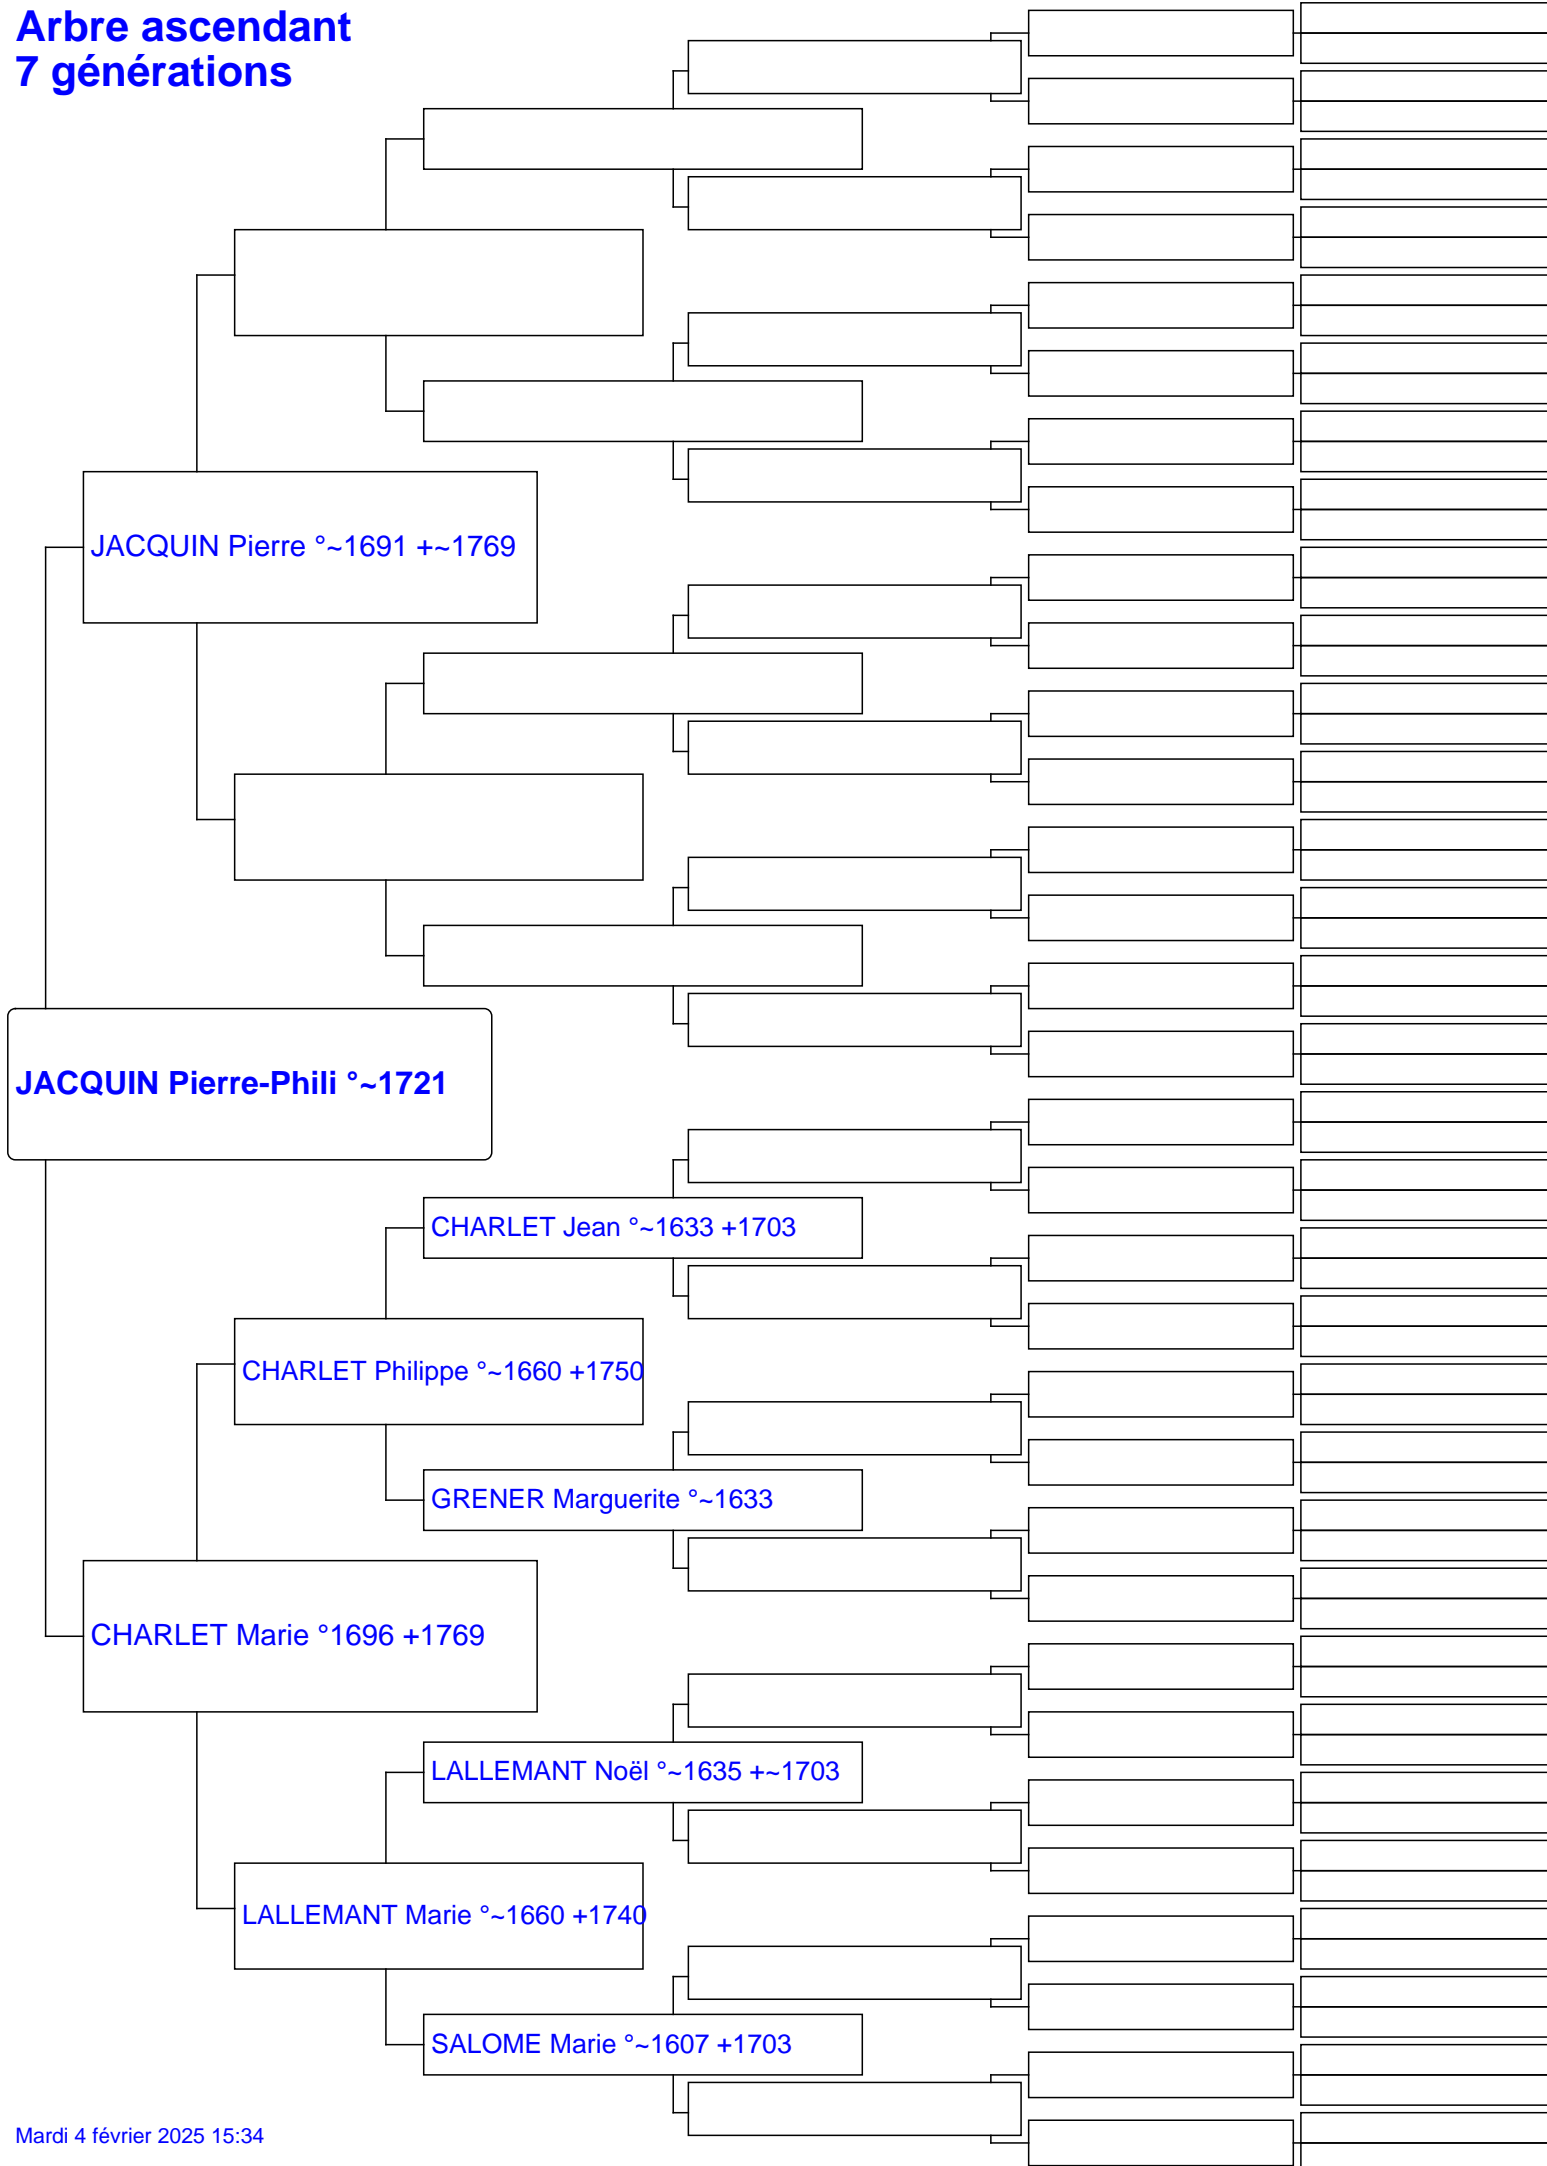 Arbre ascendant
7 générations
JACQUIN Pierre °~1691 +~1769
JACQUIN Pierre-Phili °~1721
CHARLET Jean °~1633 +1703
CHARLET Philippe °~1660 +1750
GRENER Marguerite °~1633
CHARLET Marie °1696 +1769
LALLEMANT Noël °~1635 +~1703
LALLEMANT Marie °~1660 +1740
SALOME Marie °~1607 +1703
Mardi 4 février 2025 15:34